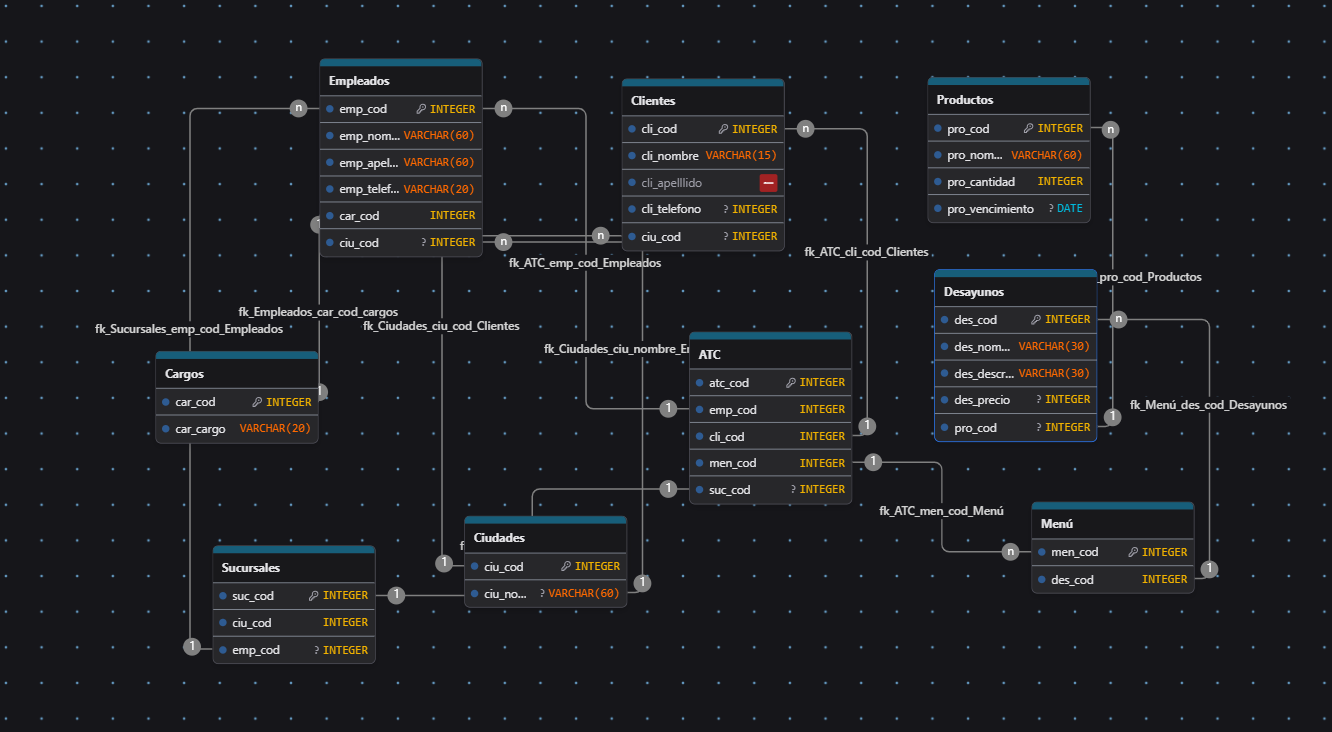 Empleados
emp_cod INTEGER
emp_nom... VARCHAR(60)
emp_apel... VARCHAR(60)
emp_telef... VARCHAR(20)
car_cod INTEGER
ciu_cod ? INTEGER
Clientes
cli_cod INTEGER
cli_nombre VARCHAR(15)
cli_apelllido
cli_telefono ? INTEGER
ciu_cod ? INTEGER
Productos
pro_cod INTEGER
pro_nom... VARCHAR(60)
pro_cantidad INTEGER
pro_vencimiento ? DATE
n
n
n
n
n
n
1
fk_ATC_cli_cod_Clientes
fk_ATC_emp_cod_Empleados
_pro_cod_Productos
Desayunos
des_cod INTEGER
des_nom... VARCHAR(30)
des_descr... VARCHAR(30)
des_precio ? INTEGER
pro_cod ? INTEGER
n
1
fk_Empleados_car_cod_cargos
fk_Sucursales_emp_cod_Empleados
fk_Ciudades_ciu_cod_Clientes
fk_Ciudades_ciu_nombre_E
Cargos
car_cod INTEGER
car_cargo VARCHAR(20)
1
ATC
atc_cod INTEGER
emp_cod INTEGER
cli_cod INTEGER
men_cod INTEGER
suc_cod ? INTEGER
1
1
1
1
fk_Menú_des_cod_Desayunos
fk_ATC_men_cod_Menú
Menú
men_cod INTEGER
des_cod INTEGER
n
1
Ciudades
ciu_cod INTEGER
ciu_no... ? VARCHAR(60)
f
1
1
Sucursales
suc_cod INTEGER
ciu_cod INTEGER
emp_cod ? INTEGER
1
1